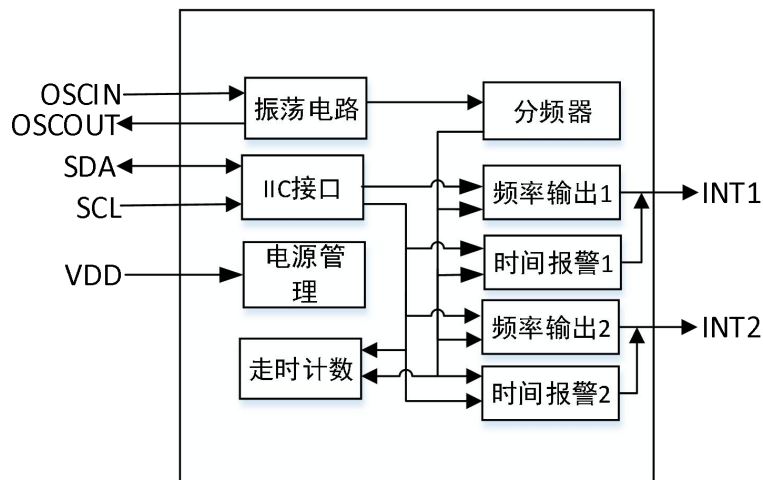 OSCIN
振荡电路
分频器
OSCOUT
SDA
IIC接口
频率输出1
INT1
SCL
电源管
理
时间报警1
VDD
频率输出2
INT2
走时计数
时间报警2